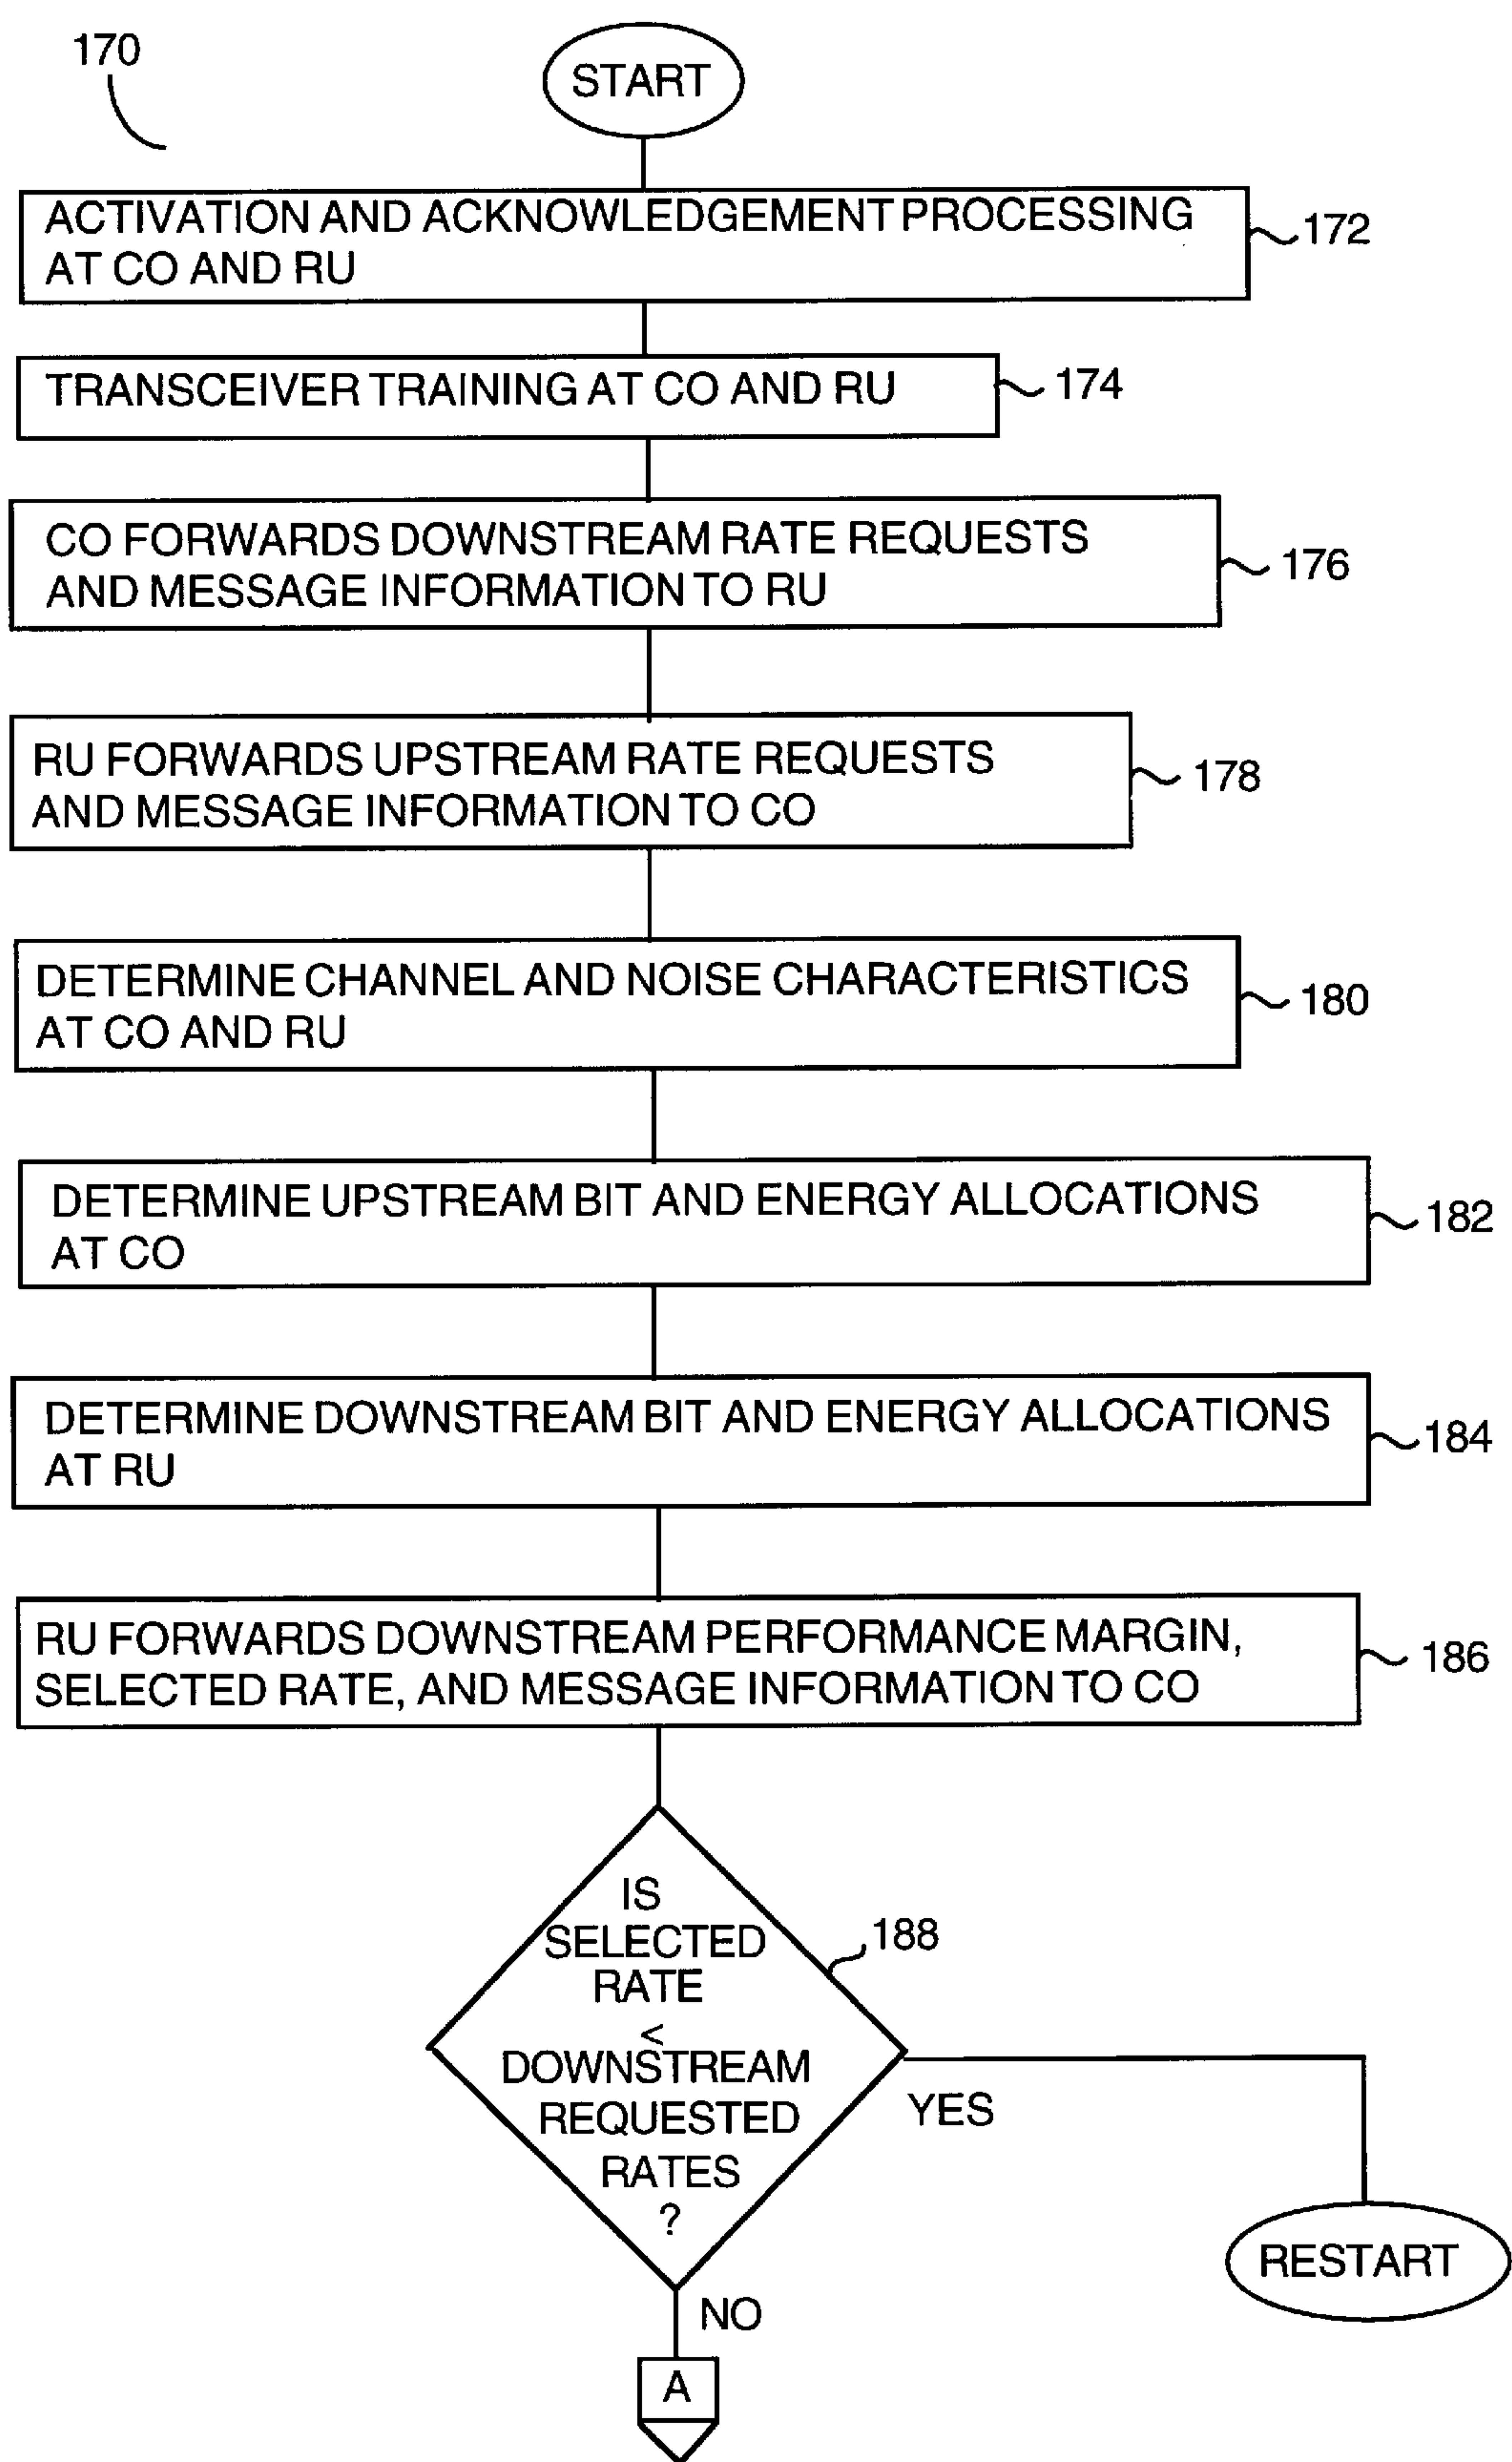 170
START
ACTIVATION AND ACKNOWLEDGEMENT PROCESSING
AT CO AND RU
172
TRANSCEIVER TRAINING AT CO AND RU
174
CO FORWARDS DOWNSTREAM RATE REQUESTS
AND MESSAGE INFORMATION TO RU
176
RU FORWARDS UPSTREAM RATE REQUESTS
AND MESSAGE INFORMATION TO CO
178
DETERMINE CHANNEL AND NOISE CHARACTERISTICS
AT CO AND RU
180
DETERMINE UPSTREAM BIT AND ENERGY ALLOCATIONS
AT CO
182
DETERMINE DOWNSTREAM BIT AND ENERGY ALLOCATIONS
AT RU
184
RU FORWARDS DOWNSTREAM PERFORMANCE MARGIN,
SELECTED RATE, AND MESSAGE INFORMATION TO CO
186
IS
SELECTED
RATE
<
DOWNSTREAM
REQUESTED
RATES
?
188
YES
RESTART
NO
A